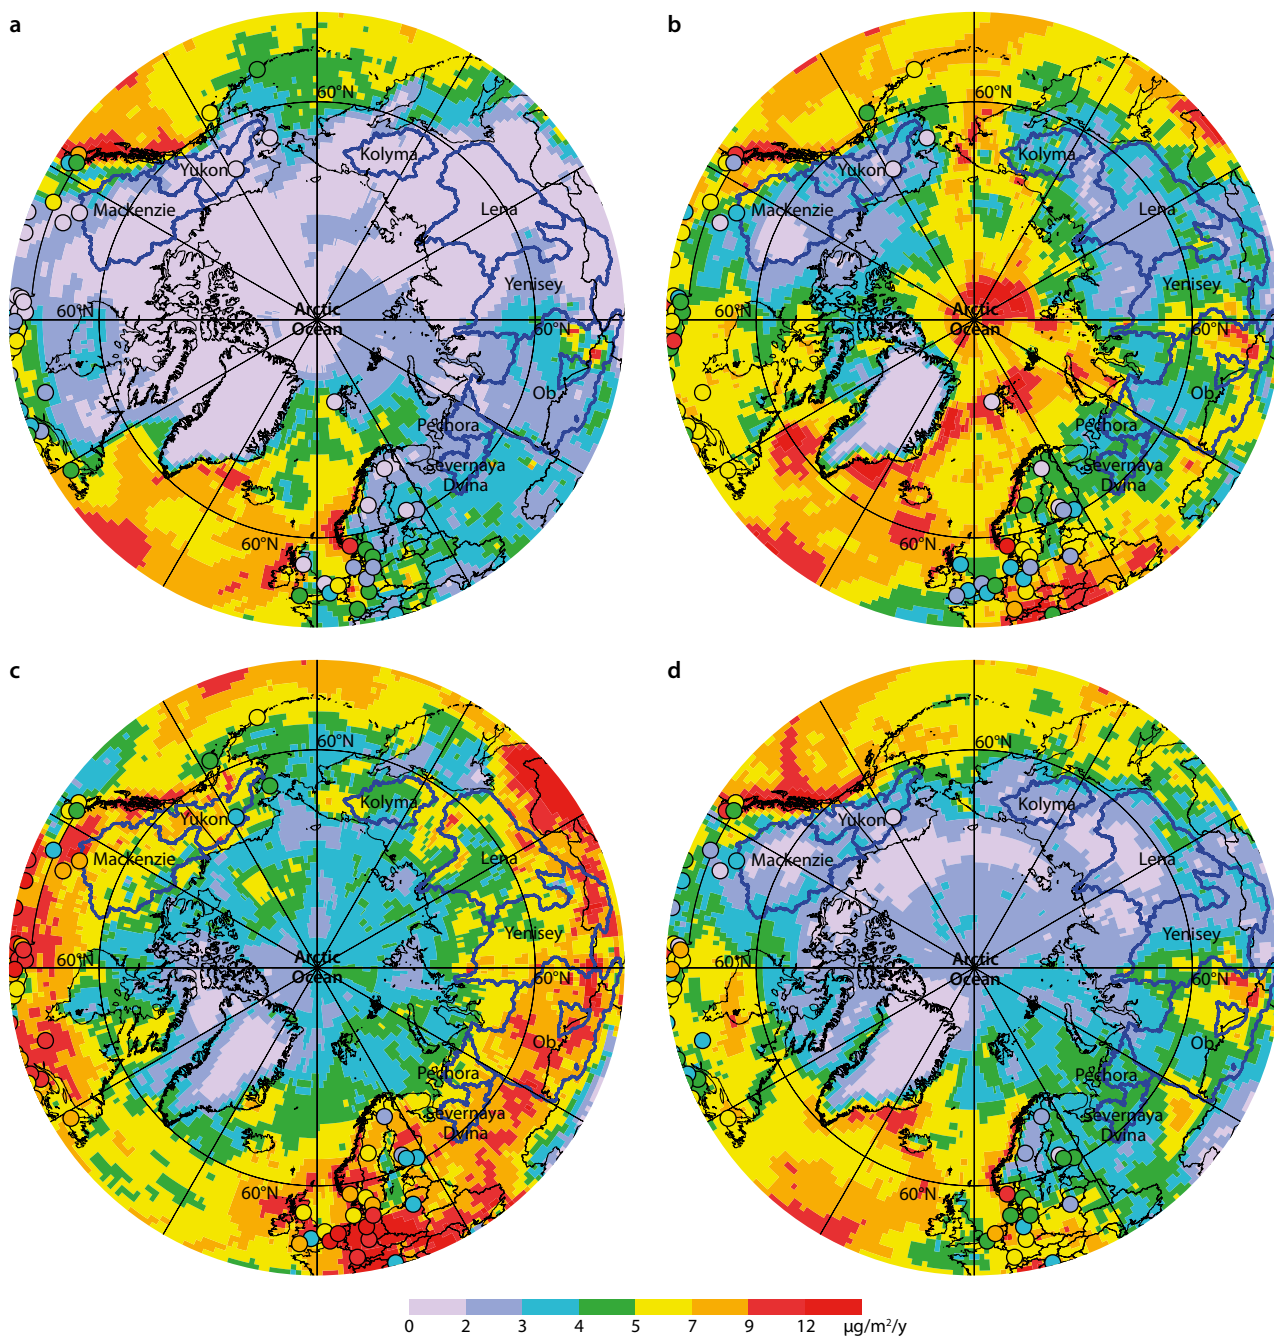 a
60°N
Kolyma
Yukon
Mackenzie
Lena
Yenisey
Arctic
Ocean
60°N
60°N
Ob
Pechora
Severnaya
Dvina
60°N
b
60°N
Kolyma
Yukon
Mackenzie
Lena
Yenisey
Arctic
Ocean
60°N
60°N
Ob
Pechora
Severnaya
Dvina
60°N
c
60°N
Kolyma
Yukon
Mackenzie
Lena
Yenisey
Arctic
Ocean
60°N
60°N
Ob
Pechora
Severnaya
Dvina
60°N
d
60°N
Kolyma
Yukon
Mackenzie
Lena
Yenisey
Arctic
Ocean
60°N
60°N
Ob
Pechora
Severnaya
Dvina
60°N
0 2 3 4 5 7 9 12 µg/m²/y